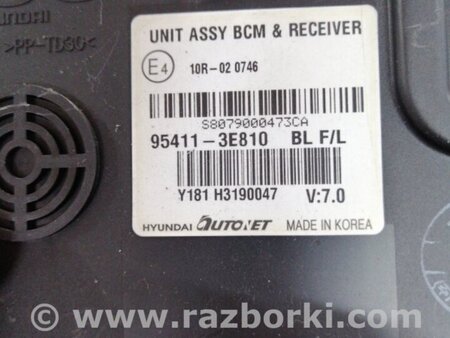 HYUNDAI
>PP-TD30<
UNIT ASSY BCM & RECEIVER
E4
10R-02 0746
S8079000473CA
95411-3E810 BL F/L
Y181 H3190047 V:7.0
HYUNDAI AUTONET MADE IN KOREA
© www.razborki.com